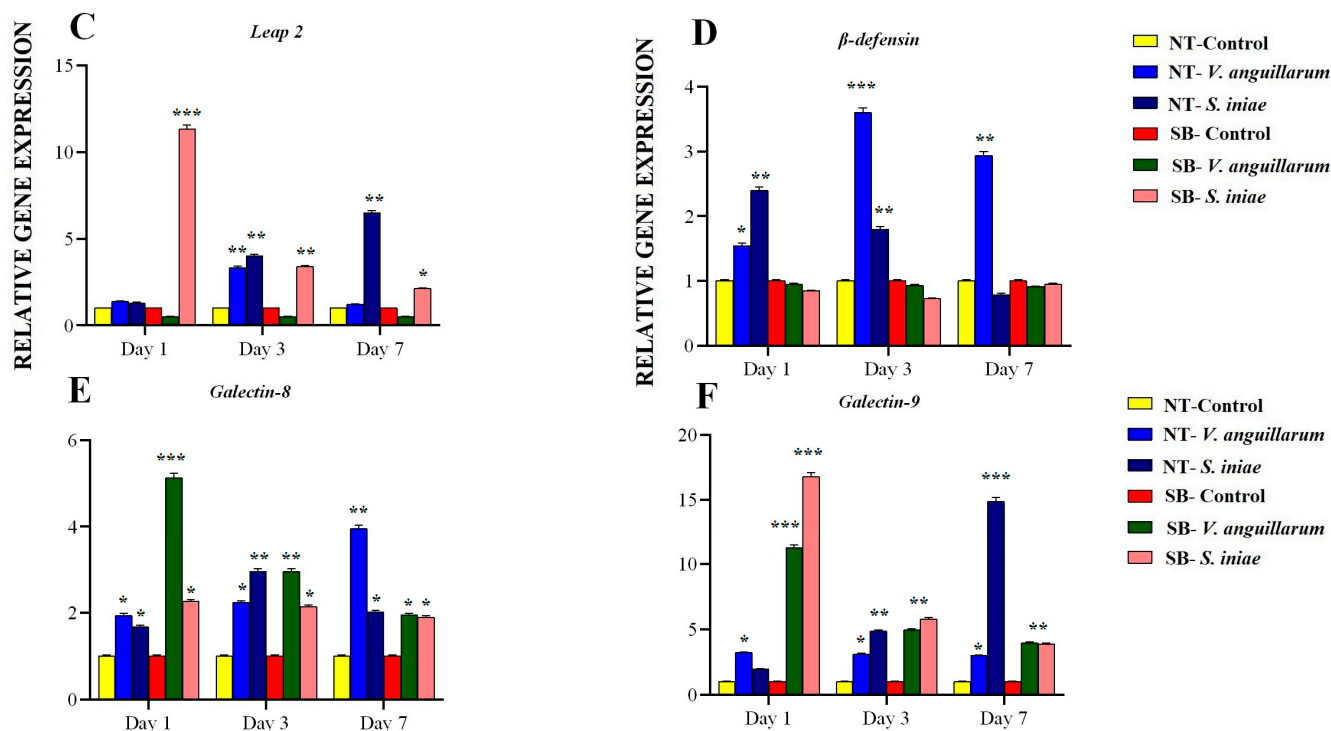 C
Leap 2
RELATIVE GENE EXPRESSION
15
10
5
0
***
**
**
**
**
*
Day 1
Day 3
Day 7
D
β-defensin
RELATIVE GENE EXPRESSION
4
3
2
1
0
*
**
***
**
**
Day 1
Day 3
Day 7
NT-Control
NT- V. anguillarum
NT- S. iniae
SB- Control
SB- V. anguillarum
SB- S. iniae
E
Galectin-8
6
4
2
0
*
*
***
*
*
**
**
*
**
*
*
*
Day 1
Day 3
Day 7
F
Galectin-9
20
15
10
5
0
*
***
***
*
**
**
*
***
**
Day 1
Day 3
Day 7
NT-Control
NT- V. anguillarum
NT- S. iniae
SB- Control
SB- V. anguillarum
SB- S. iniae